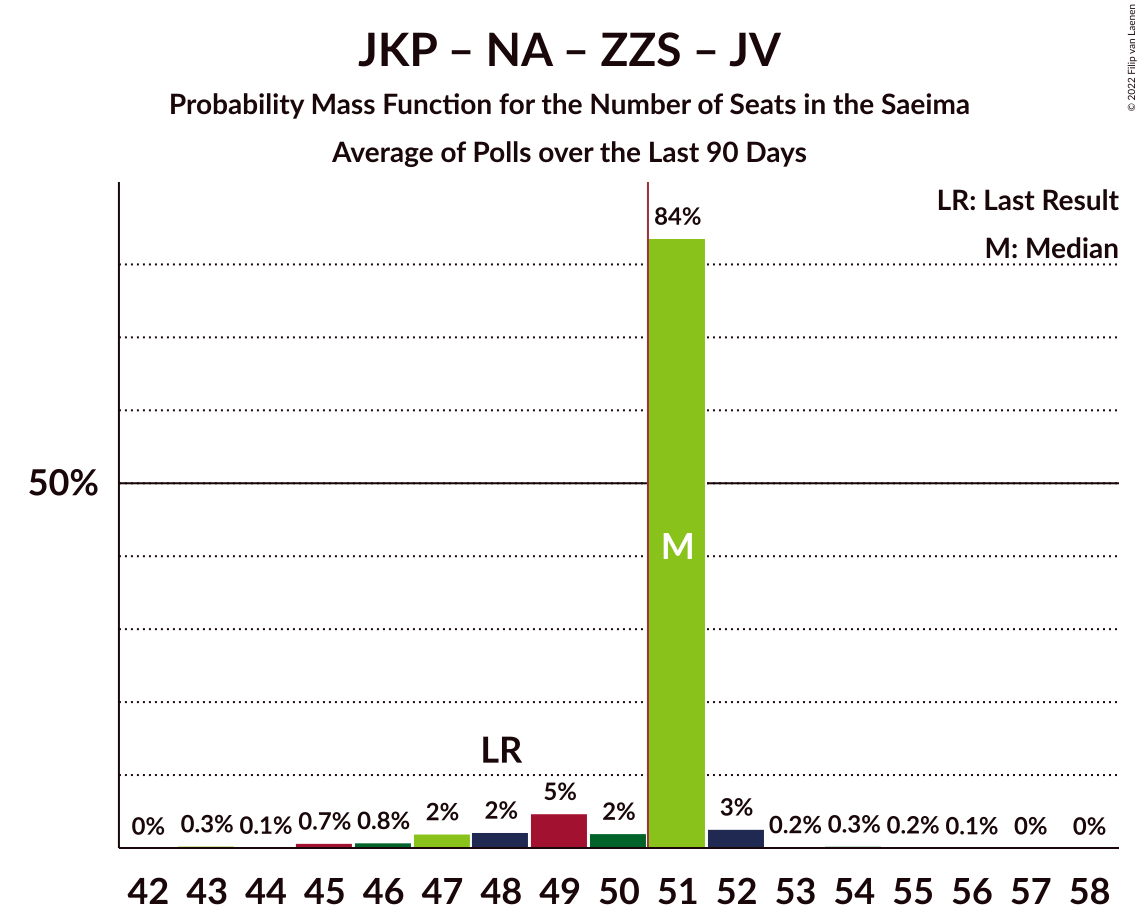 JKP – NA – ZZS – JV
Probability Mass Function for the Number of Seats in the Saeima
Average of Polls over the Last 90 Days
© 2022 Filip van Laenen
LR: Last Result
M: Median
84%
50%
M
LR
0% 0.3% 0.1% 0.7% 0.8% 2% 2% 5% 2% 3% 0.2% 0.3% 0.2% 0.1% 0% 0%
42 43 44 45 46 47 48 49 50 51 52 53 54 55 56 57 58